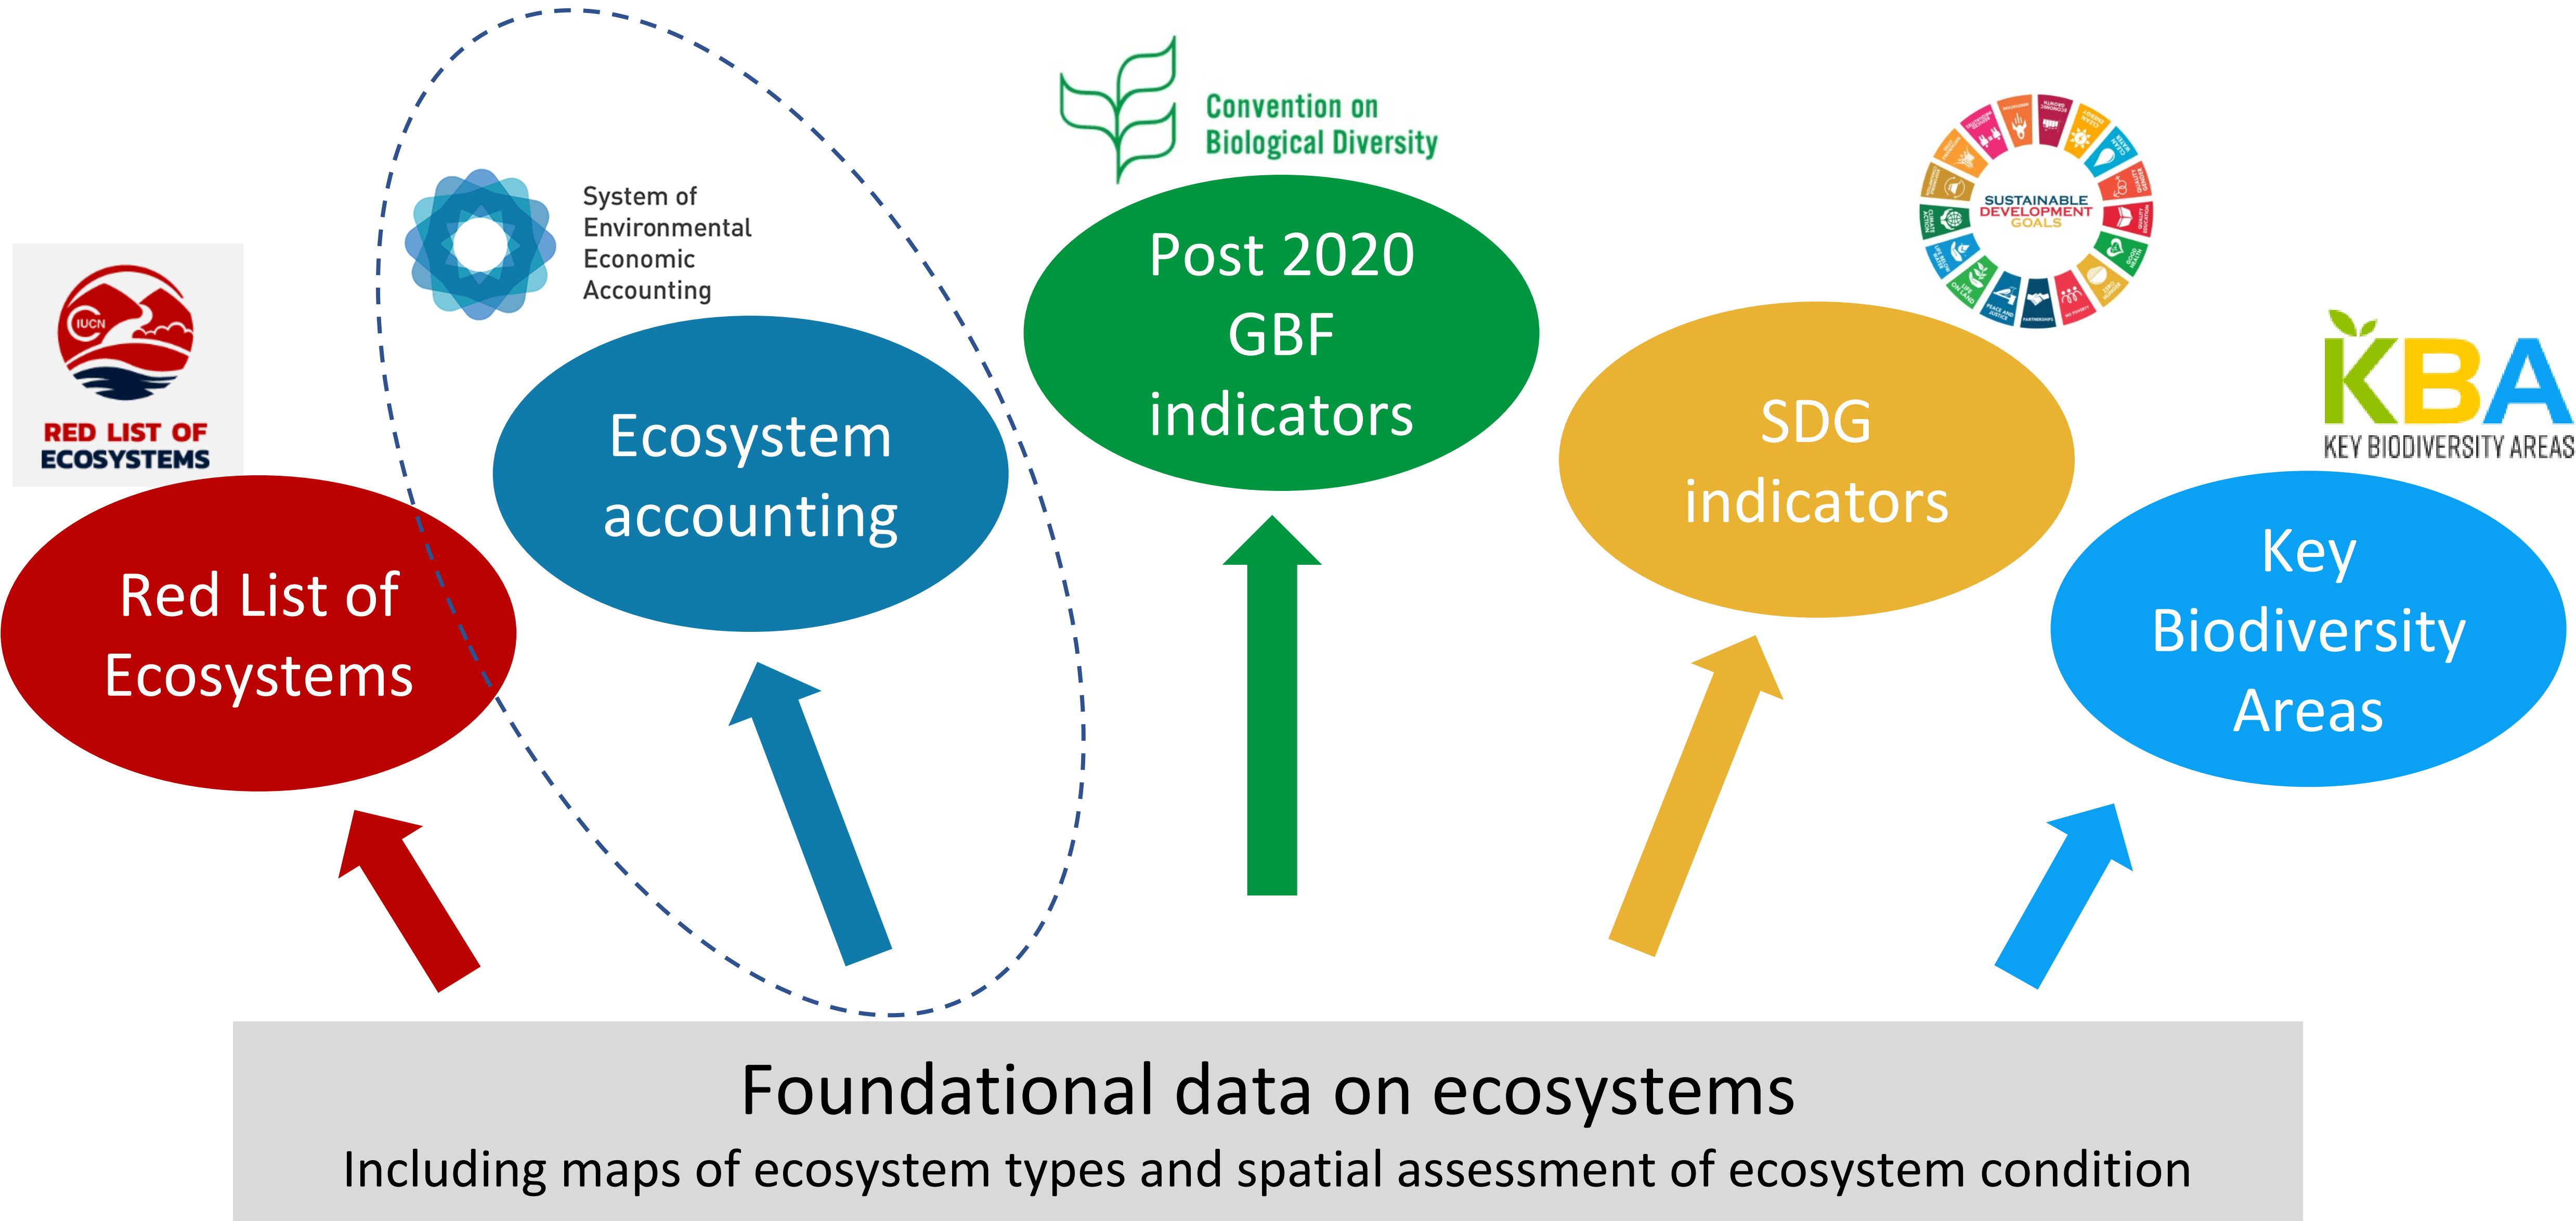 IUCN
RED LIST OF
ECOSYSTEMS
Red List of
Ecosystems
System of
Environmental
Economic
Accounting
Ecosystem
accounting
Convention on
Biological Diversity
Post 2020
GBF
indicators
SUSTAINABLE
DEVELOPMENT
GOALS
SDG
indicators
KBA
KEY BIODIVERSITY AREAS
Key
Biodiversity
Areas
Foundational data on ecosystems
Including maps of ecosystem types and spatial assessment of ecosystem condition